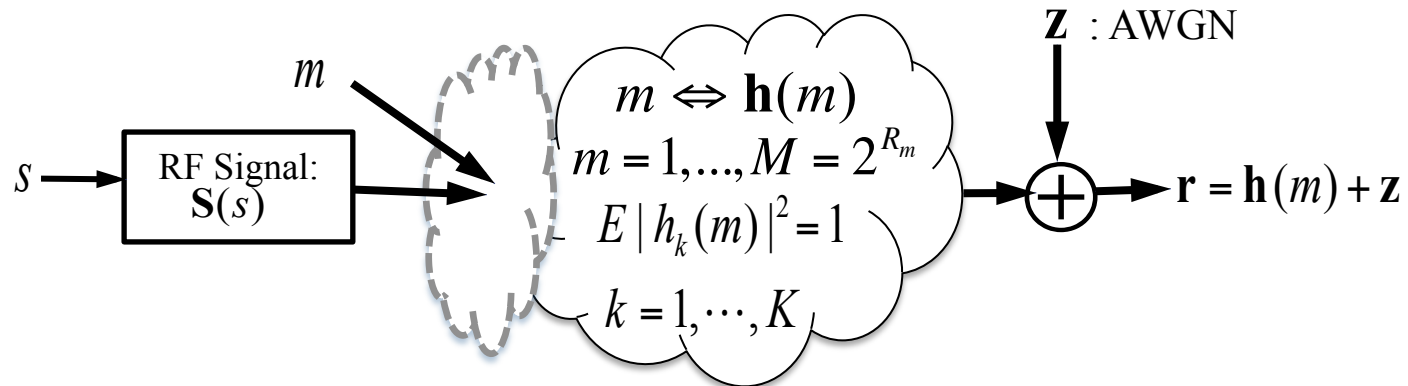 z : AWGN
m
m ⇔ h(m)
m = 1,..., M = 2^{R_m}
s
RF Signal:
S(s)
E | h_k(m) |^2 = 1
r = h(m) + z
k = 1,⋯, K